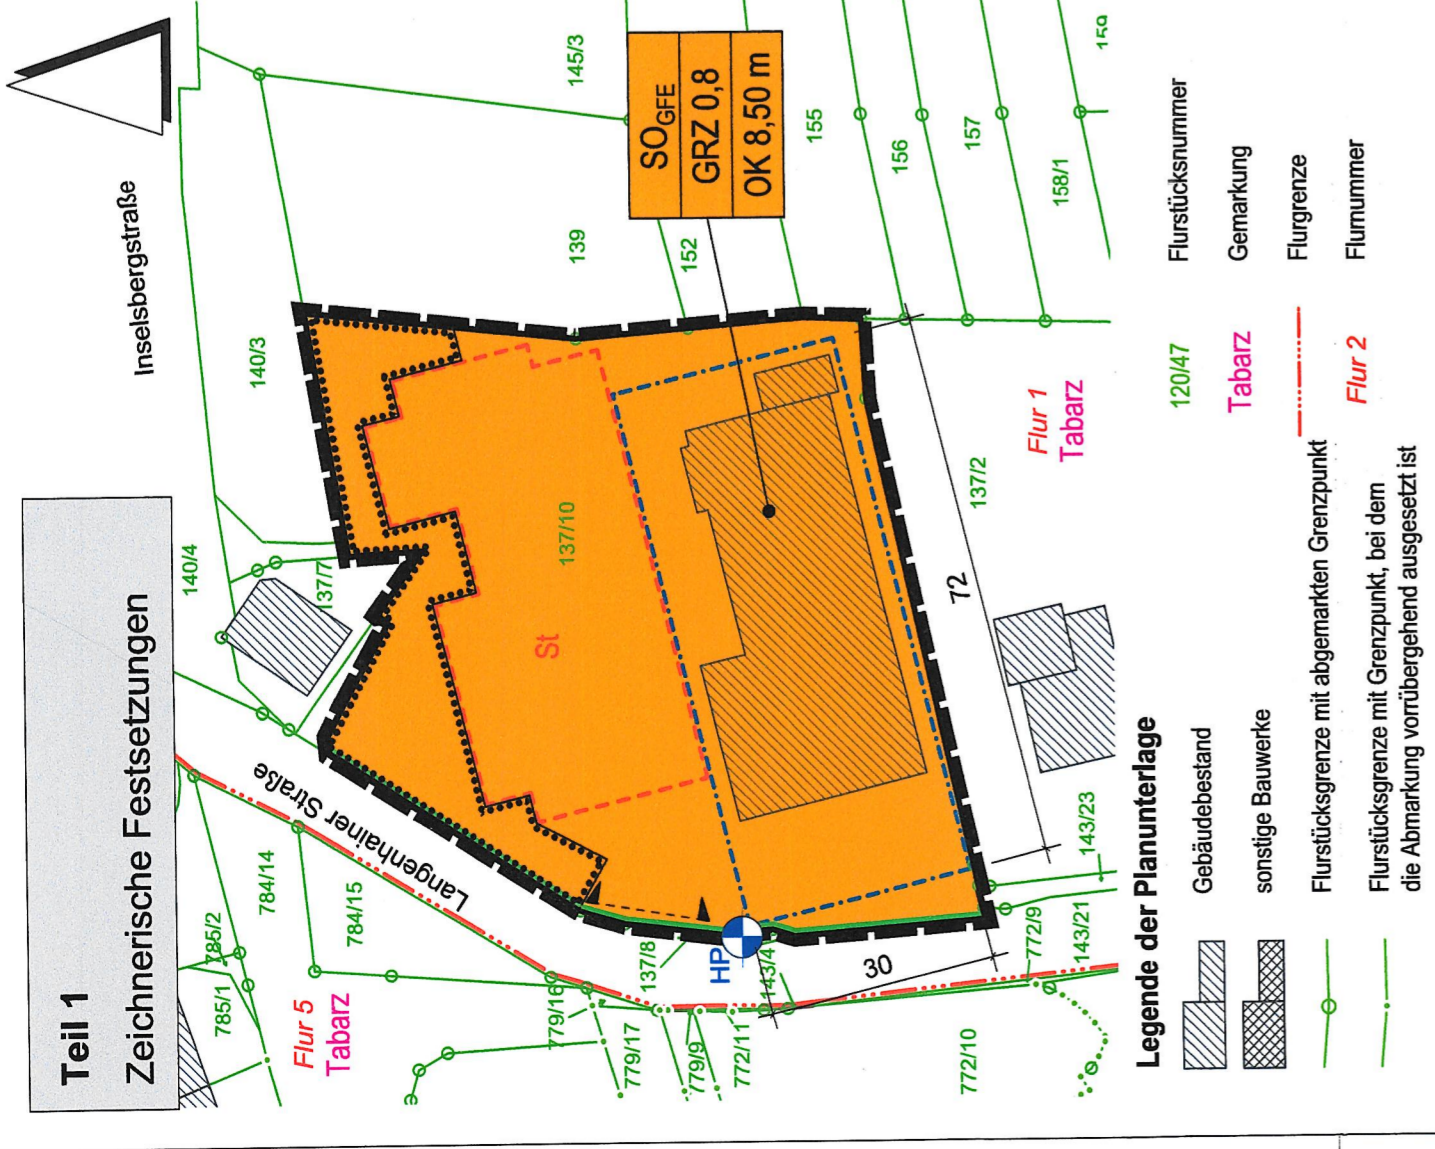 Teil 1
Zeichnerische Festsetzungen
Inselsbergstraße
140/4
140/3
145/3
137/7
139
SO GFE
GRZ 0,8
OK 8,50 m
152
155
156
157
158/1
159
Langenhainer Straße
784/14
785/2
785/1
784/15
Flur 5
Tabarz
137/10
St
779/16
779/17
779/9
772/11
137/8
HP
143/4
30
772/9
143/21
143/23
772/10
72
137/2
Flur 1
Tabarz
Legende der Planunterlage
Gebäudebestand
sonstige Bauwerke
Flurstücksgrenze mit abgemarkten Grenzpunkt
Flurstücksgrenze mit Grenzpunkt, bei dem
die Abmarkung vorrübergehend ausgesetzt ist
120/47
Flurstücksnummer
Tabarz
Gemarkung
Flurgrenze
Flur 2
Flurnummer